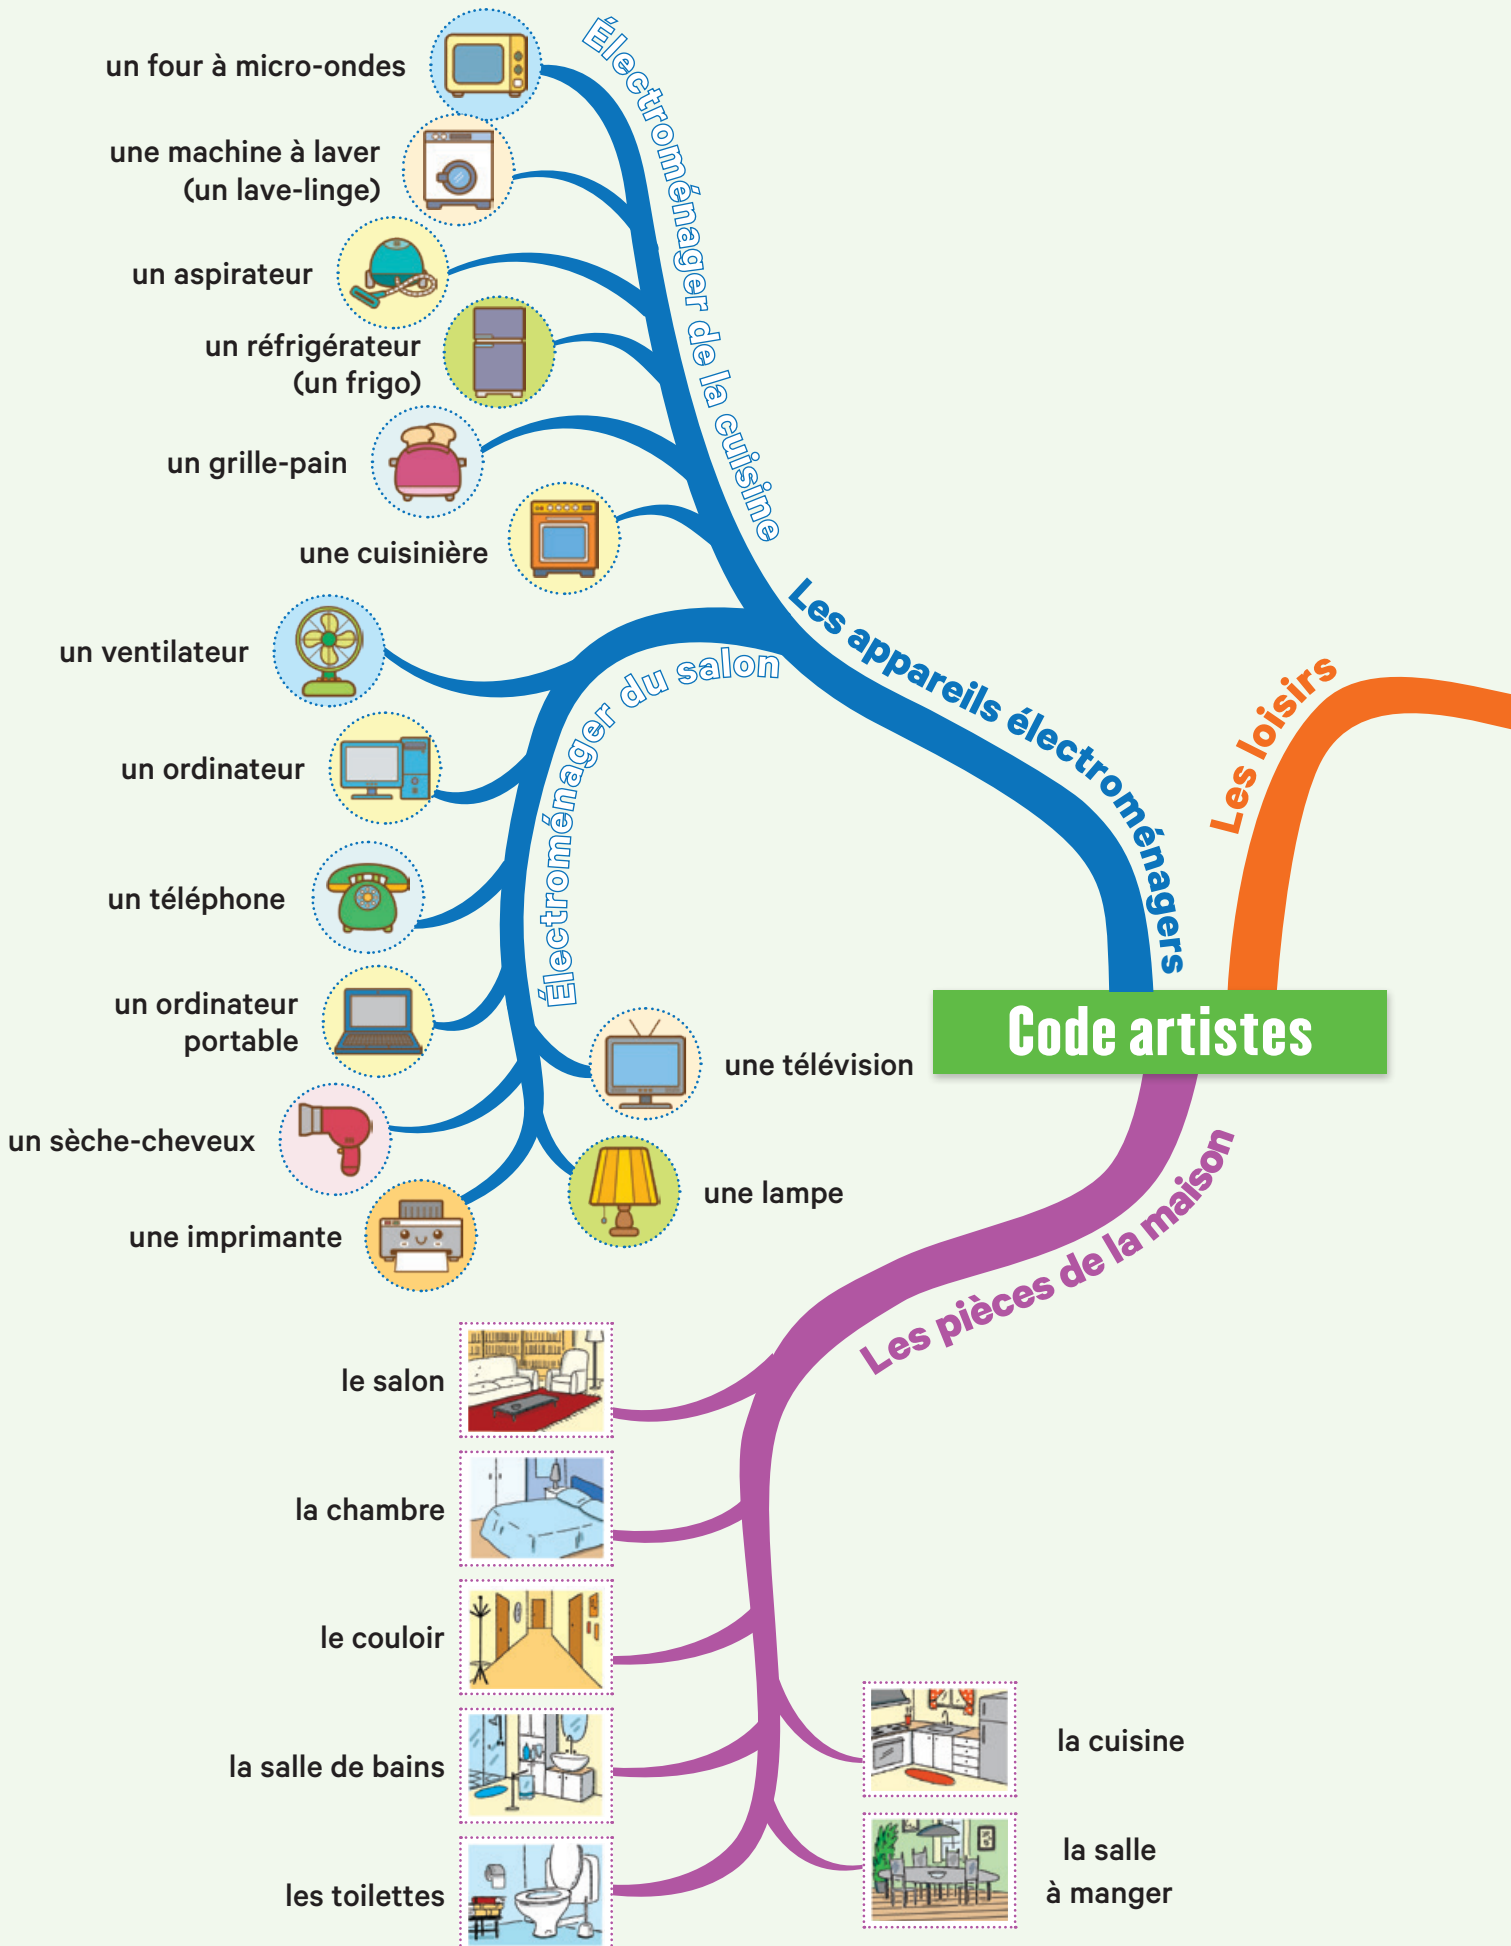 un four à micro-ondes
Électroménager de la cuisine
une machine à laver
(un lave-linge)
un aspirateur
un réfrigérateur
(un frigo)
un grille-pain
une cuisinière
Les appareils électroménagers
un ventilateur
Électroménager du salon
Les loisirs
un ordinateur
un téléphone
un ordinateur
portable
Code artistes
une télévision
un sèche-cheveux
une lampe
une imprimante
Les pièces de la maison
le salon
la chambre
le couloir
la salle de bains
la cuisine
la salle
à manger
les toilettes